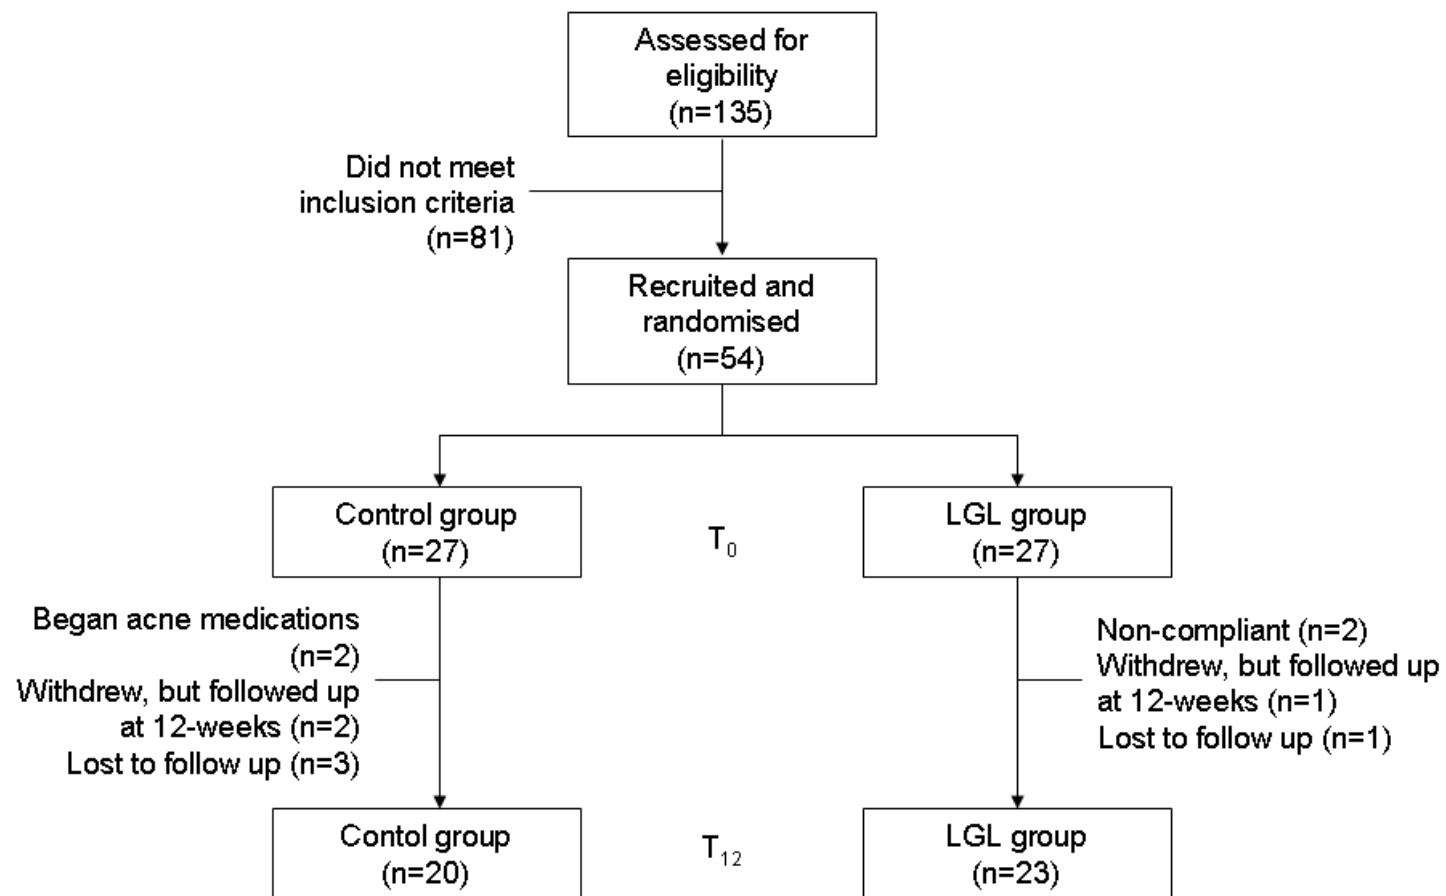 Assessed for
eligibility
(n=135)
Did not meet
inclusion criteria
(n=81)
Recruited and
randomised
(n=54)
Control group
(n=27)
T0
LGL group
(n=27)
Began acne medications
(n=2)
Withdrew, but followed up
at 12-weeks (n=2)
Lost to follow up (n=3)
Non-compliant (n=2)
Withdrew, but followed up
at 12-weeks (n=1)
Lost to follow up (n=1)
Contol group
(n=20)
T12
LGL group
(n=23)